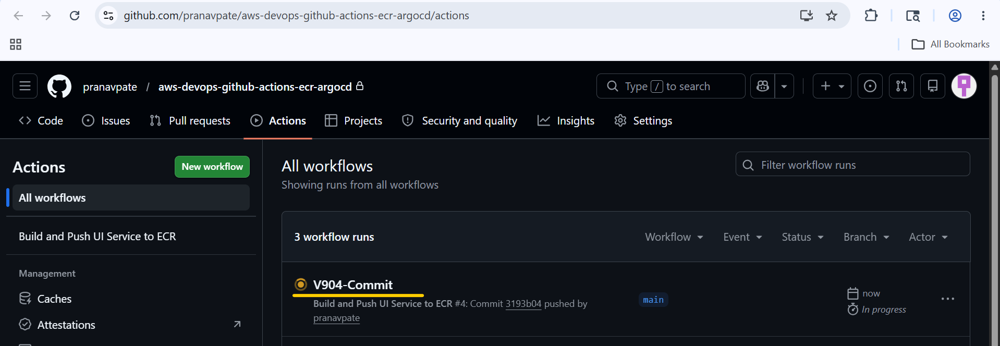 github.com/pranavpate/aws-devops-github-actions-ecr-argocd/actions
All Bookmarks
pranavpate / aws-devops-github-actions-ecr-argocd
Type / to search
Code Issues Pull requests Actions Projects Security and quality Insights Settings
Actions
New workflow
All workflows
Build and Push UI Service to ECR
Management
Caches
Attestations
All workflows
Showing runs from all workflows
Filter workflow runs
3 workflow runs
Workflow Event Status Branch Actor
V904-Commit
Build and Push UI Service to ECR #4: Commit 3193b04 pushed by
pranavpate
main
now
In progress